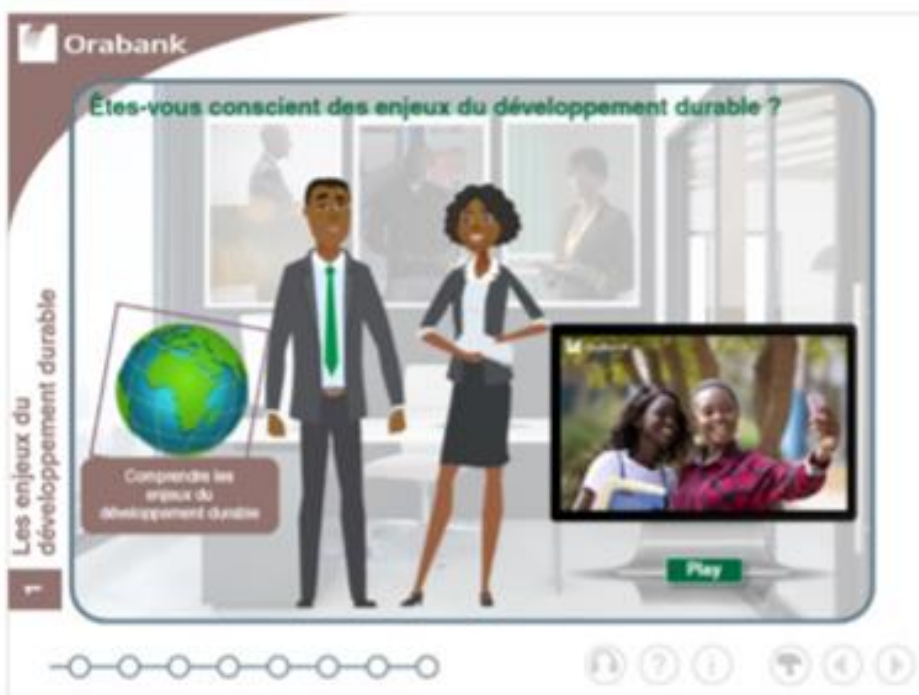 Orabank
Êtes-vous conscient des enjeux du développement durable ?
Les enjeux du
développement durable
1
Comprendre les
enjeux du
développement durable
Orabank
Play
?
i